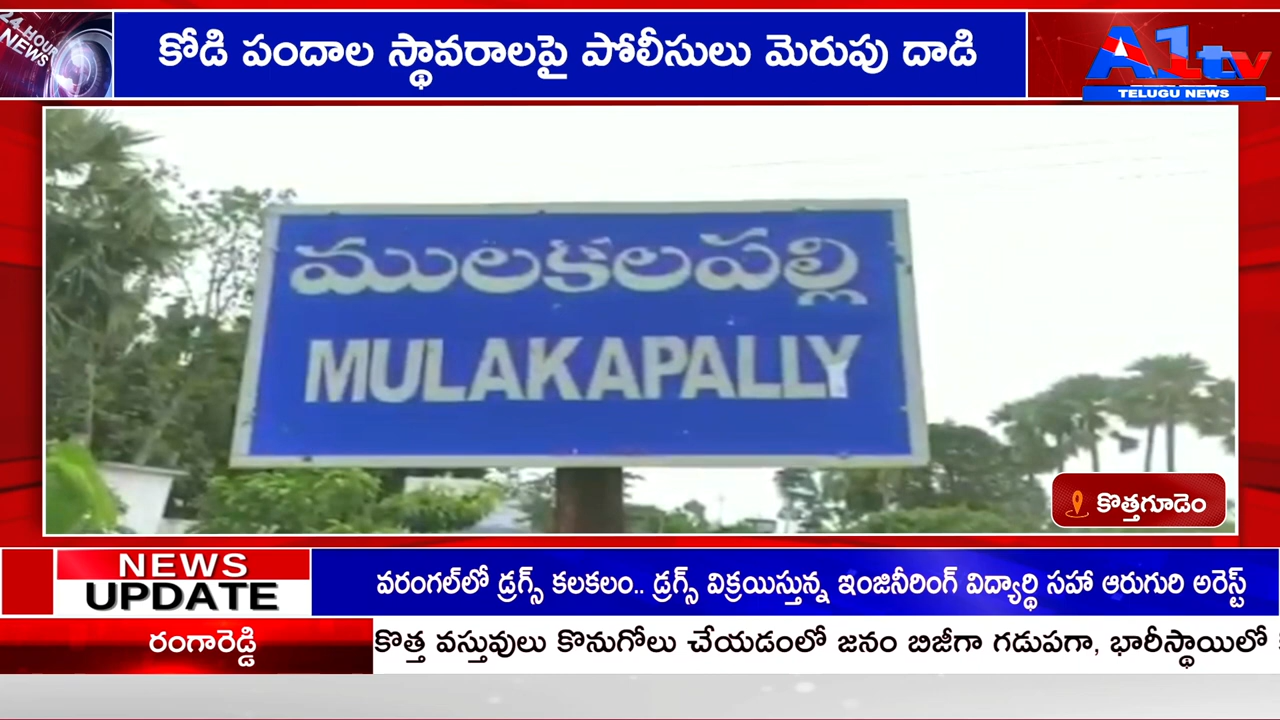 24 HOUR
NEWS
కోడి పందాల స్థావరాలపై పోలీసులు మెరుపు దాడి
A1tv
TELUGU NEWS
ములకలపల్లి
MULAKAPALLY
కొత్తగూడెం
NEWS
UPDATE
వరంగల్‌లో డ్రగ్స్ కలకలం.. డ్రగ్స్ విక్రయిస్తున్న ఇంజినీరింగ్ విద్యార్థి సహా ఆరుగురి అరెస్ట్
రంగారెడ్డి
కొత్త వస్తువులు కొనుగోలు చేయడంలో జనం బిజీగా గడుపగా, భారీస్థాయిలో